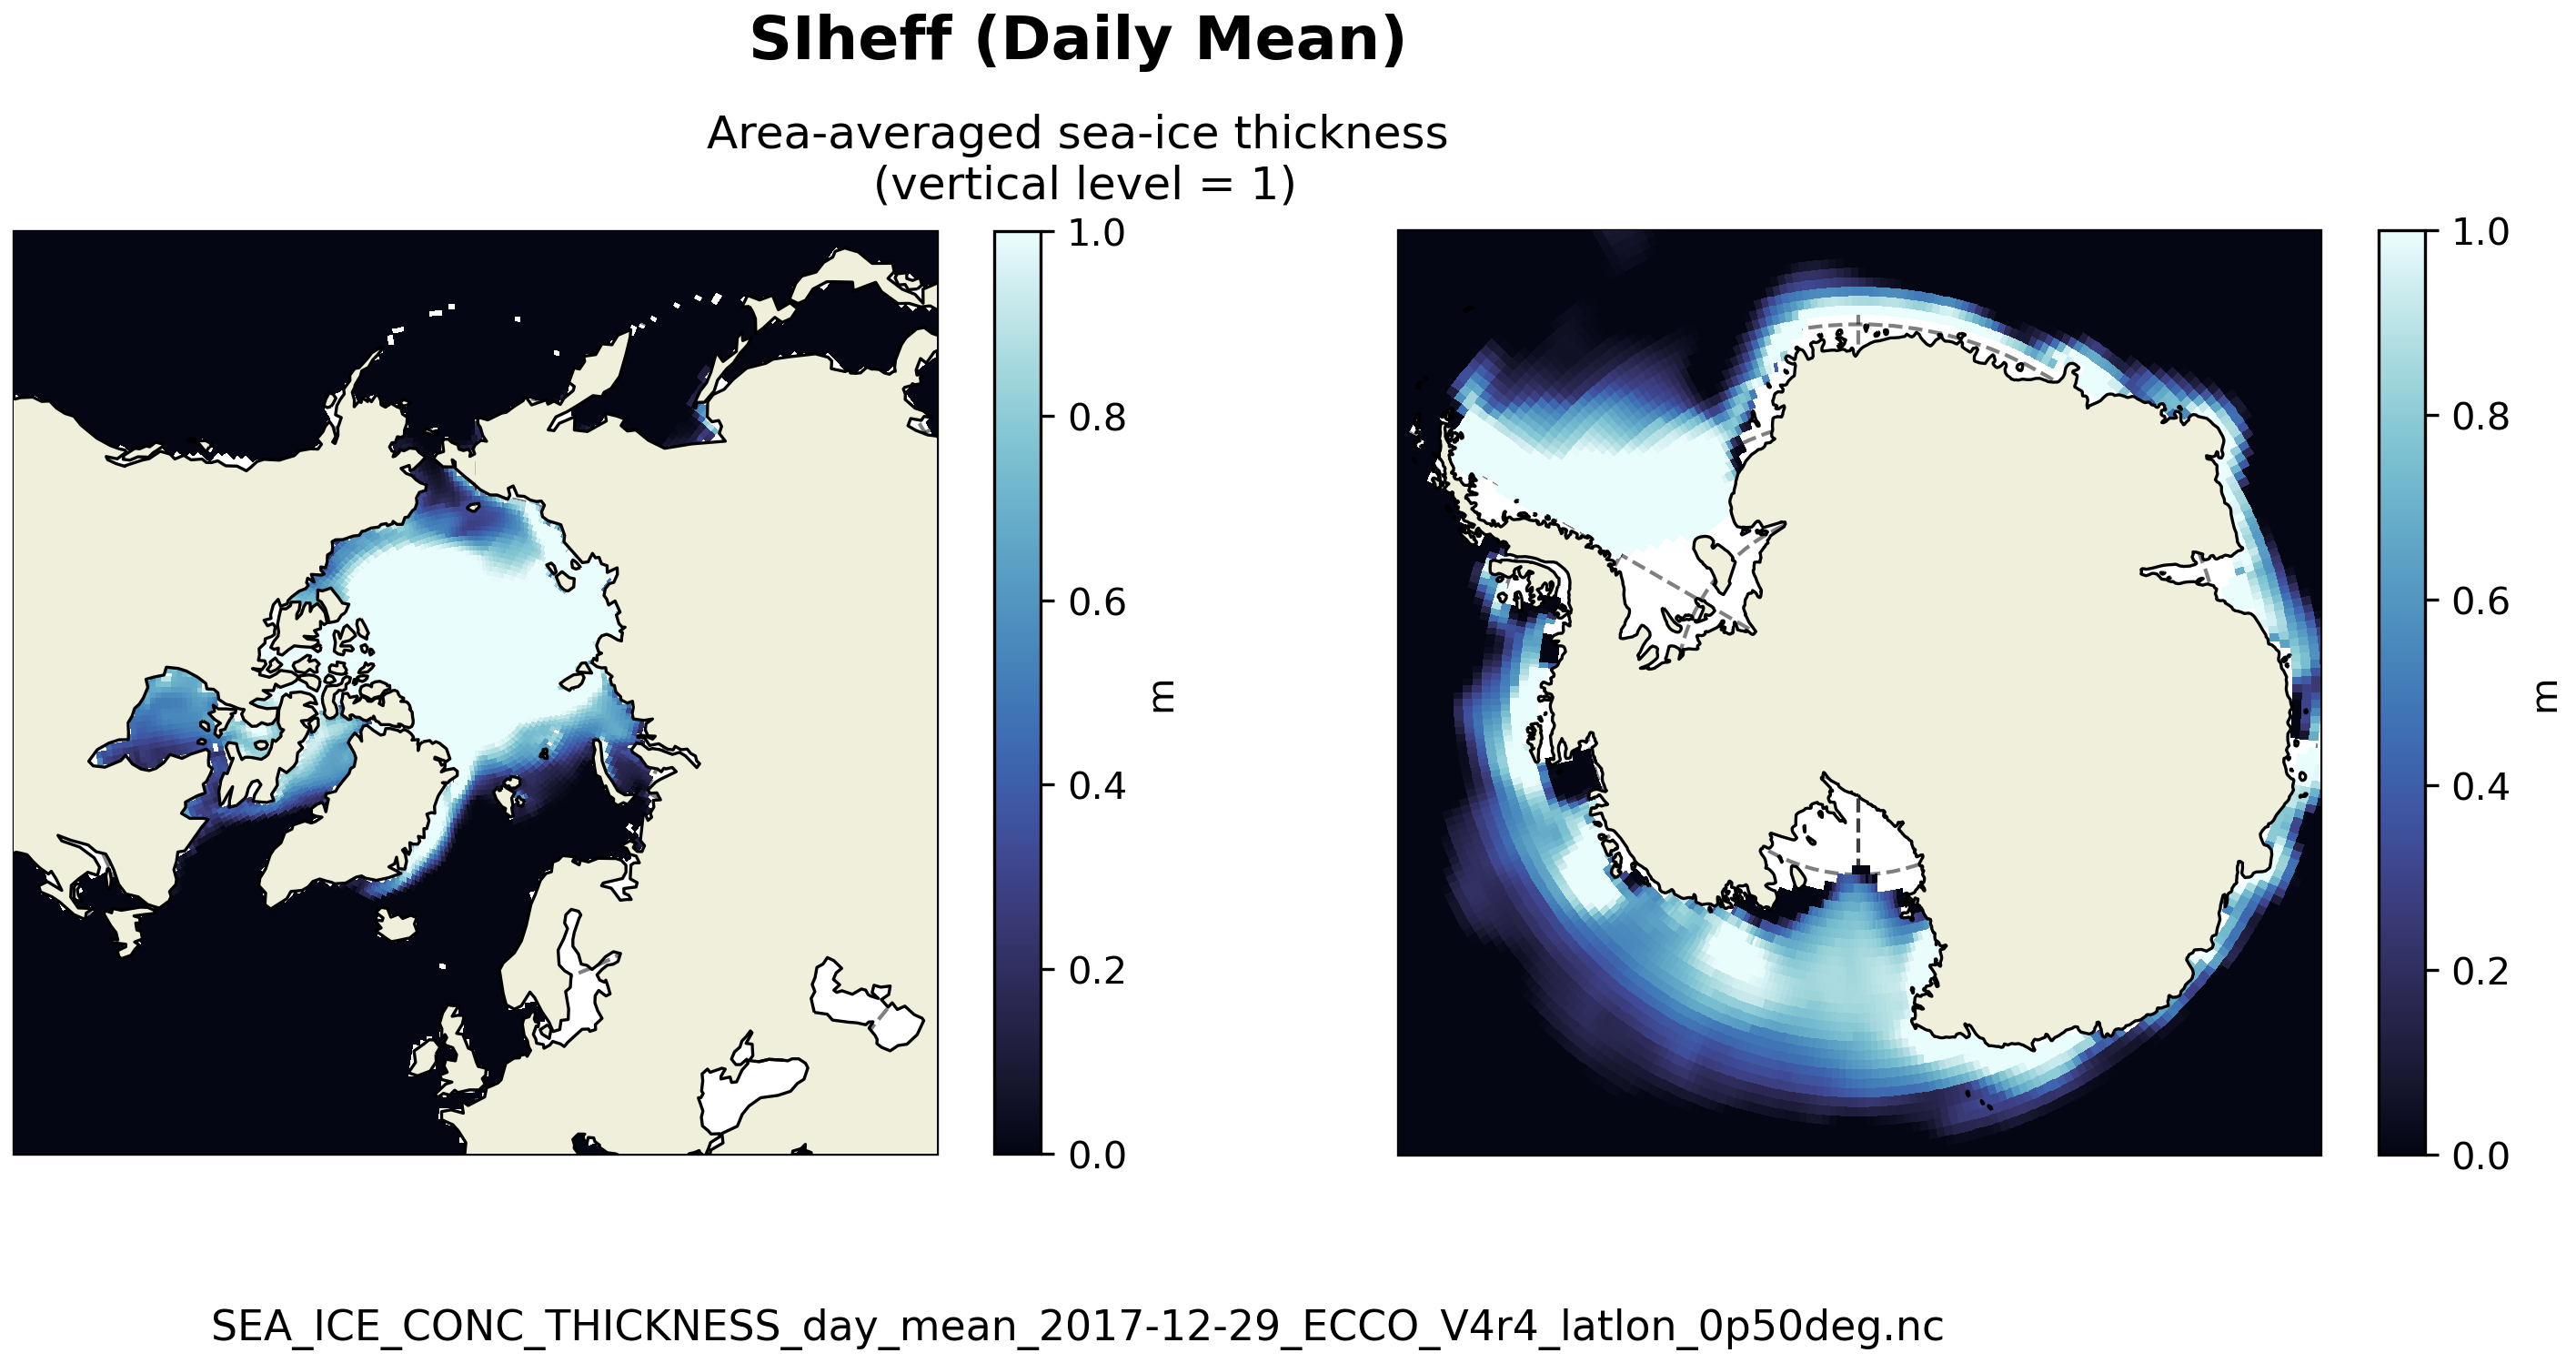 SIheff (Daily Mean)
Area-averaged sea-ice thickness
(vertical level = 1)
1.0
0.8
0.6
0.4
0.2
0.0
m
1.0
0.8
0.6
0.4
0.2
0.0
m
SEA_ICE_CONC_THICKNESS_day_mean_2017-12-29_ECCO_V4r4_latlon_0p50deg.nc